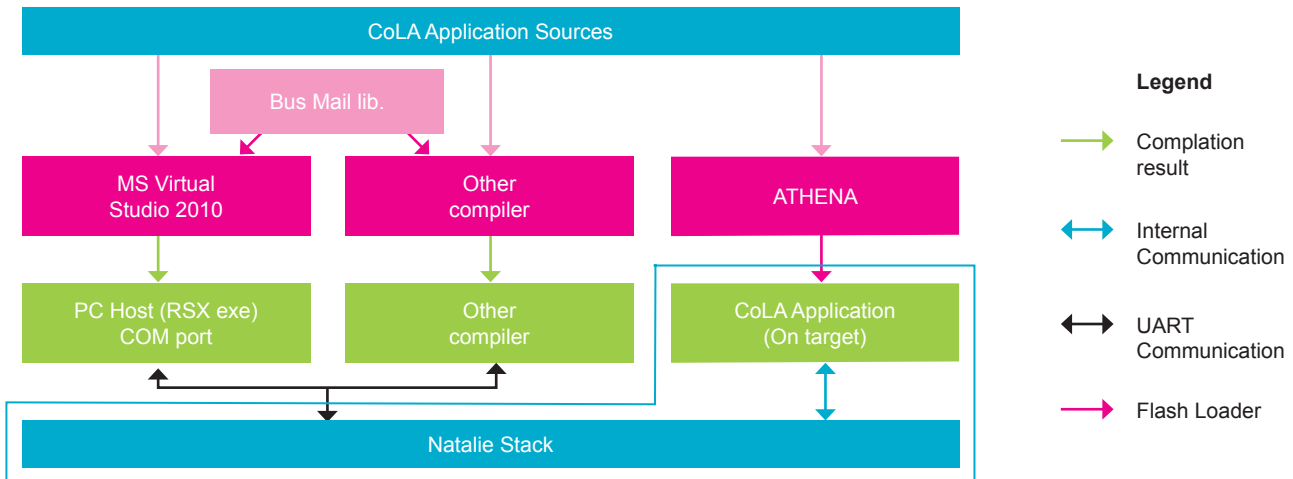 CoLA Application Sources
Bus Mail lib.
MS Virtual
Studio 2010
Other
compiler
ATHENA
PC Host (RSX exe)
COM port
Other
compiler
CoLA Application
(On target)
Natalie Stack
Legend
Complation
result
Internal
Communication
UART
Communication
Flash Loader